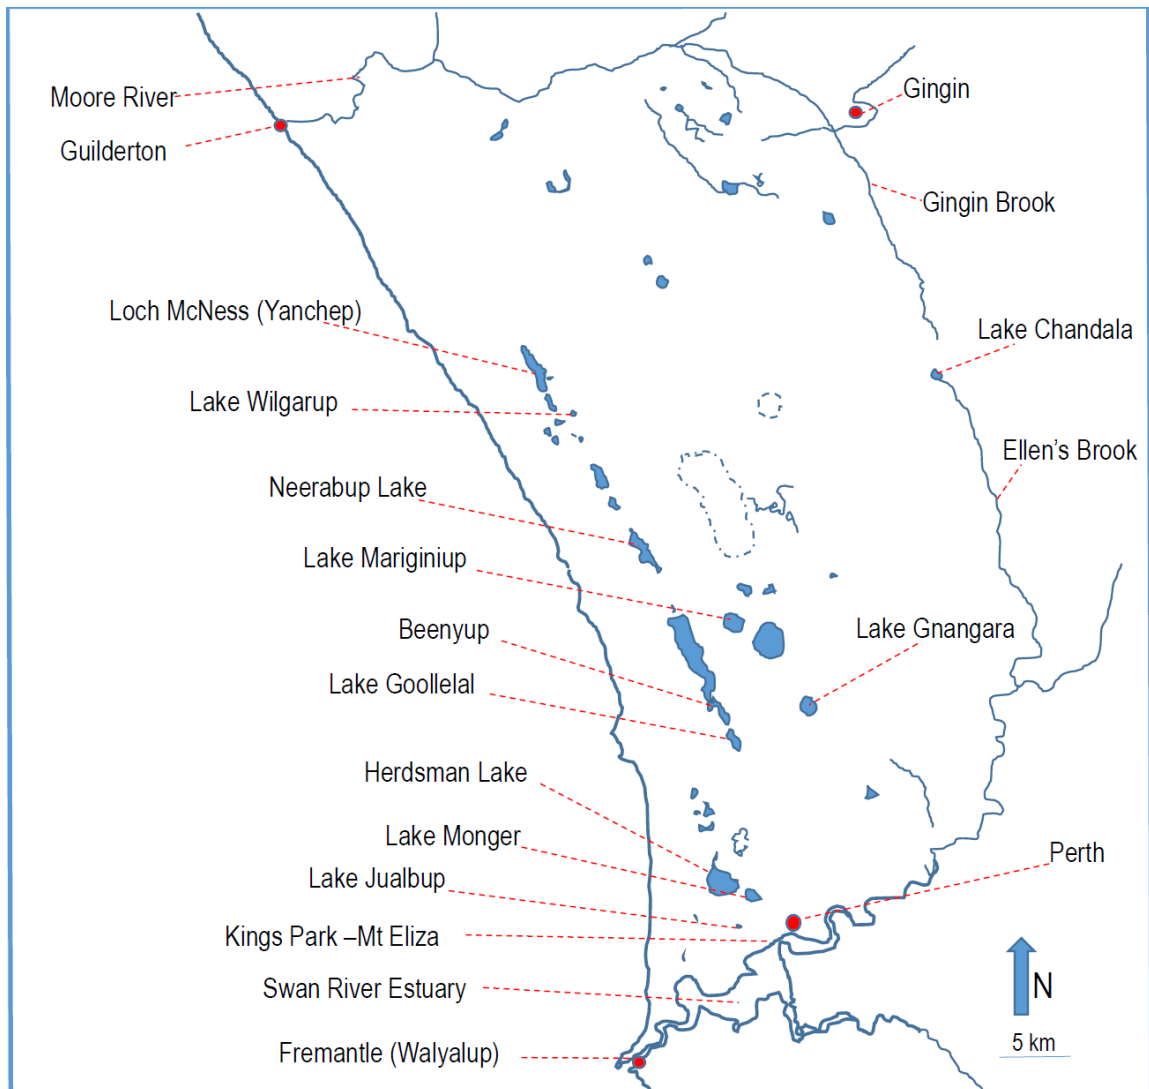 Moore River
Gingin
Guilderton
Gingin Brook
Loch McNess (Yanchep)
Lake Chandala
Lake Wilgarup
Ellen's Brook
Neerabup Lake
Lake Mariginiup
Beenyup
Lake Gnangara
Lake Goollelal
Herdsman Lake
Lake Monger
Perth
Lake Jualbup
Kings Park –Mt Eliza
Swan River Estuary
N
5 km
Fremantle (Walyalup)